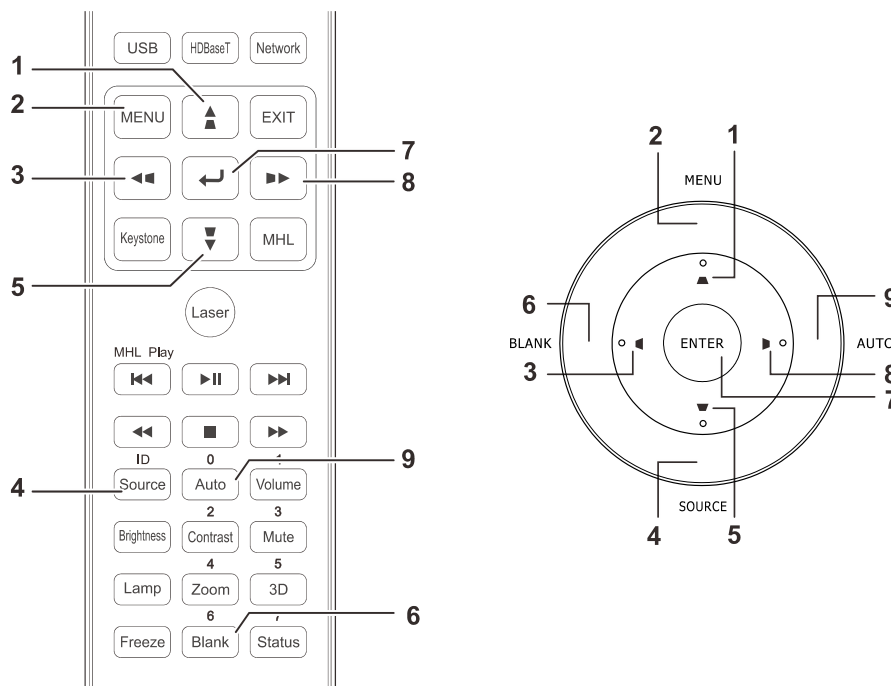 USB HDBaseT Network
1
2 MENU EXIT
3 7
8
Keystone MHL
5
Laser
MHL Play
ID 0 1
4 Source Auto Volume 9
2 3
Brightness Contrast Mute
4 5
Lamp Zoom 3D
6 7
Freeze Blank Status 6
2 1
MENU
6 9
BLANK ENTER AUTO
3 8
7
SOURCE
4 5